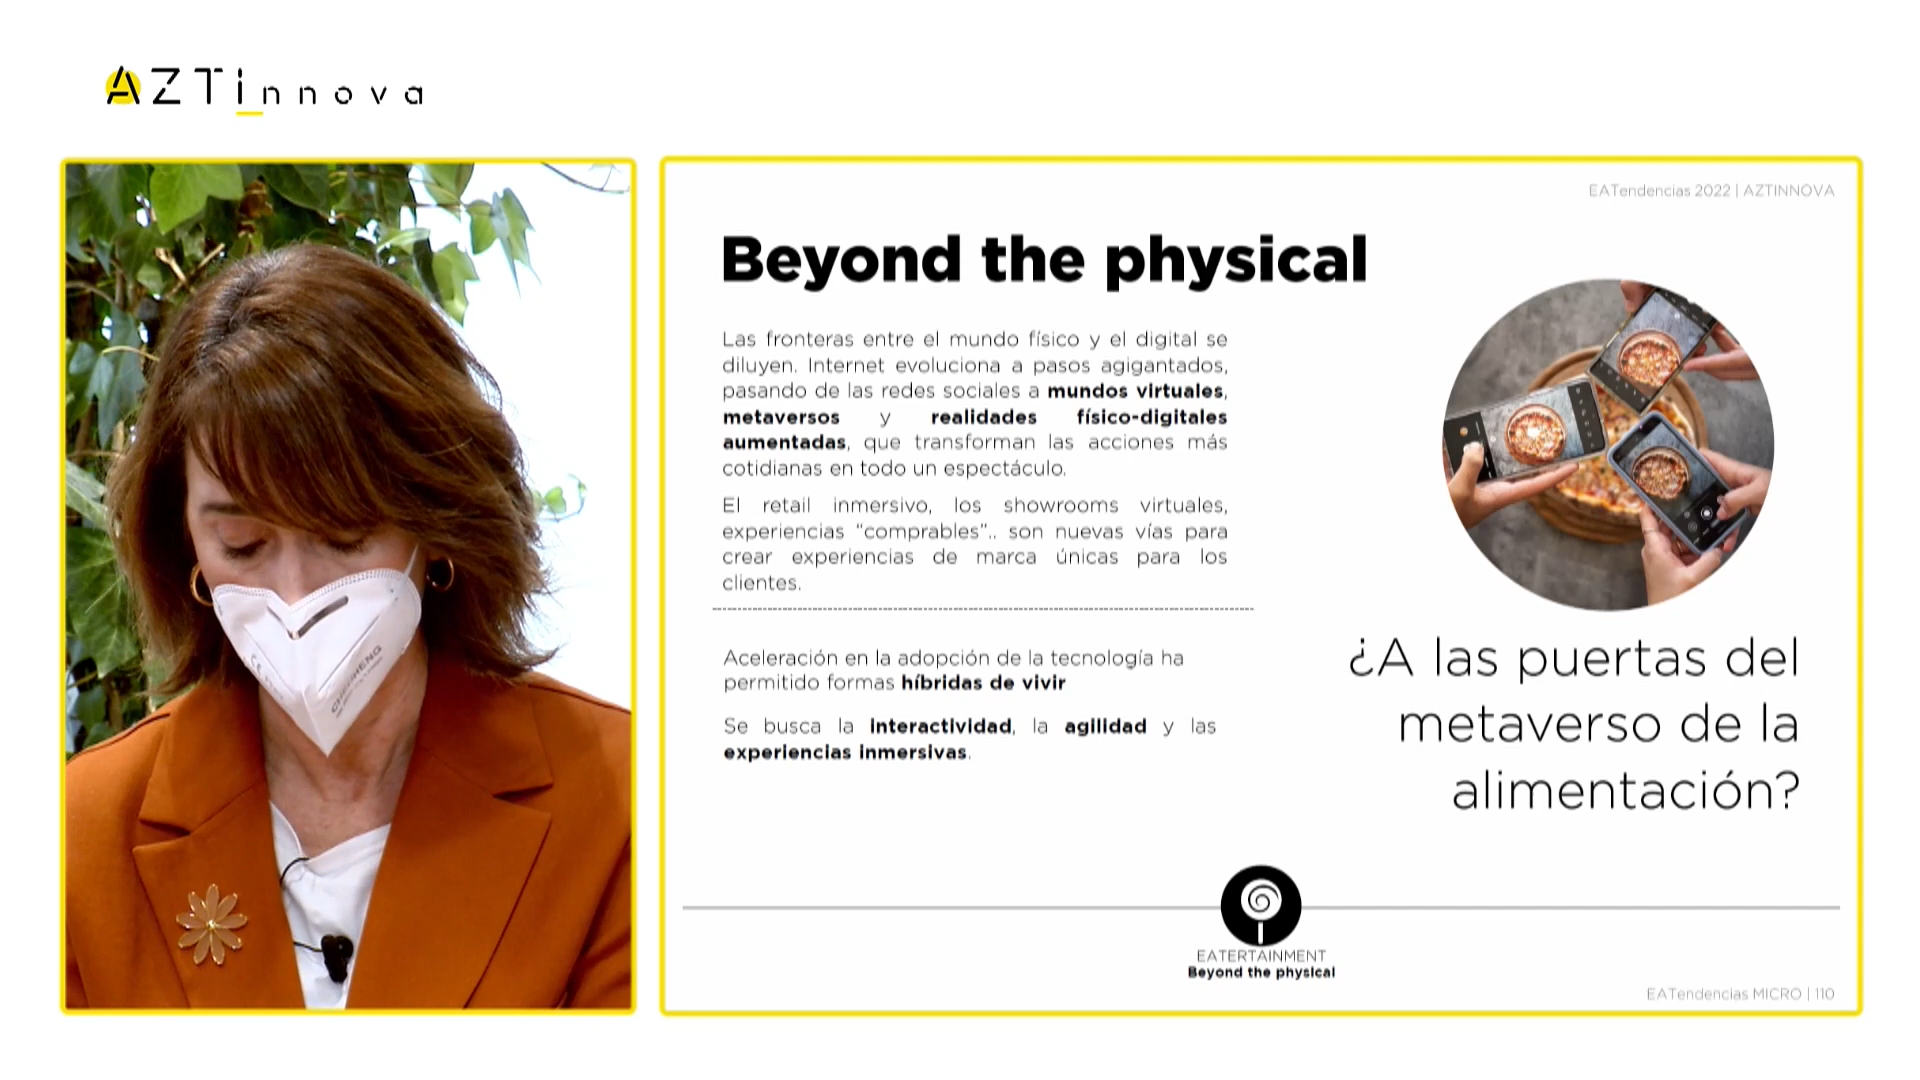 AZTInnova
EATendencias 2022 | AZTINNOVA
Beyond the physical
Las fronteras entre el mundo físico y el digital se
diluyen. Internet evoluciona a pasos agigantados,
pasando de las redes sociales a mundos virtuales,
metaversos y realidades físico-digitales
aumentadas, que transforman las acciones más
cotidianas en todo un espectáculo.
El retail inmersivo, los showrooms virtuales,
experiencias “comprables”.. son nuevas vías para
crear experiencias de marca únicas para los
clientes.
Aceleración en la adopción de la tecnología ha
permitido formas híbridas de vivir
Se busca la interactividad, la agilidad y las
experiencias inmersivas.
¿A las puertas del
metaverso de la
alimentación?
EATERTAINMENT
Beyond the physical
EATendencias MICRO | 110